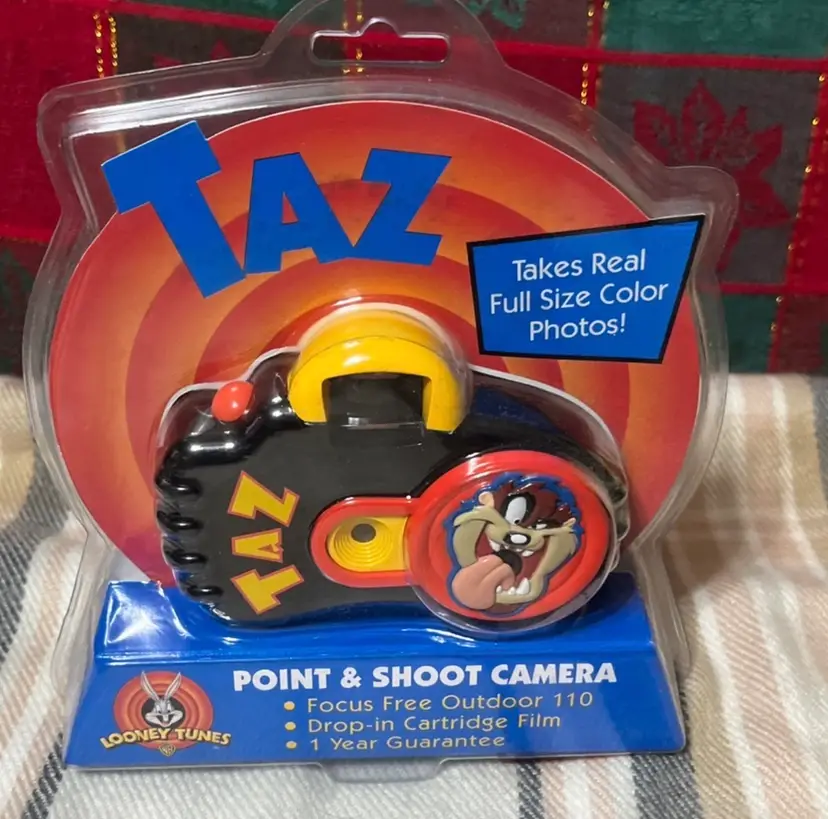 TAZ
Takes Real
Full Size Color
Photos!
TAZ
POINT & SHOOT CAMERA
• Focus Free Outdoor 110
• Drop-in Cartridge Film
• 1 Year Guarantee
LOONEY TUNES
WB